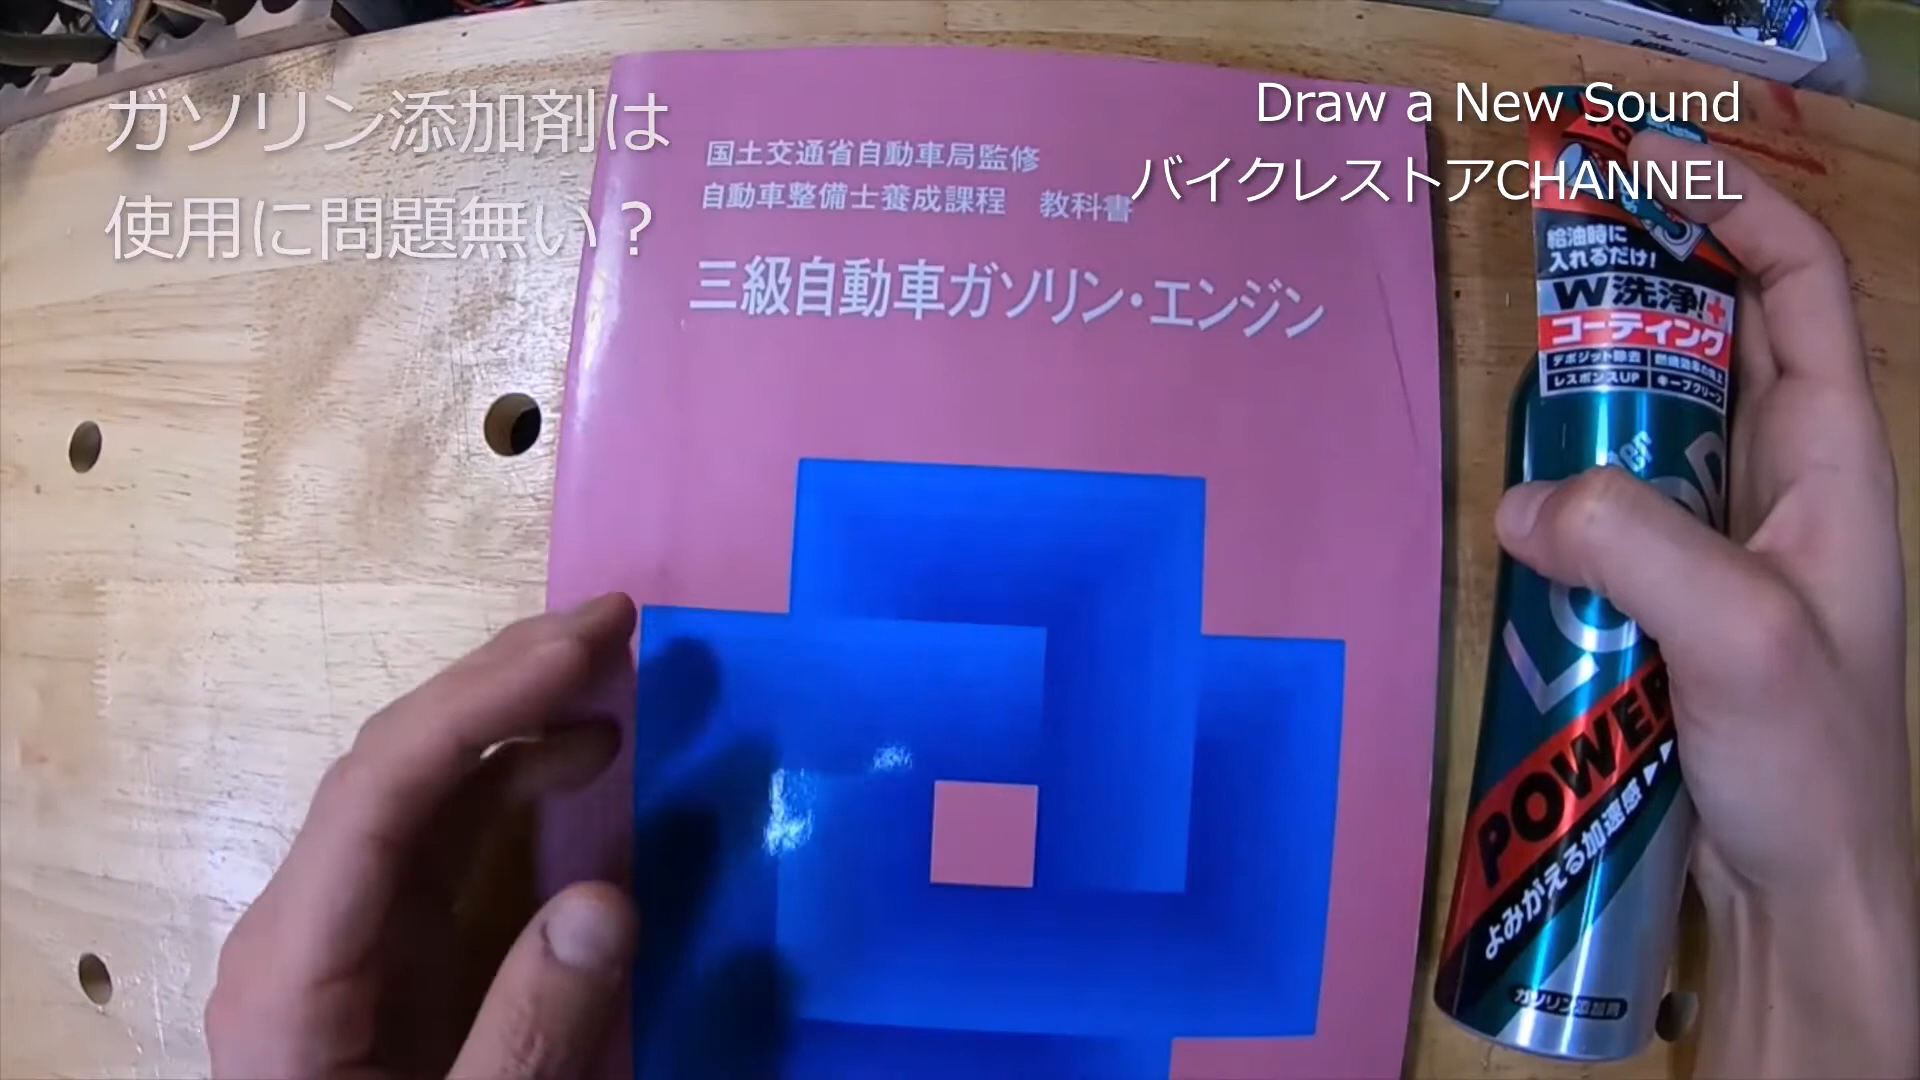 ガソリン添加剤は
使用に問題無い？
Draw a New Sound
バイクレストアCHANNEL
国土交通省自動車局監修
自動車整備士養成課程　教科書
三級自動車ガソリン・エンジン
給油時に
入れるだけ!
W洗浄!+
コーティング
デポジット除去
燃焼効率の向上
レスポンスUP
キープクリーン
POWER
よみがえる加速感
ガソリン添加剤